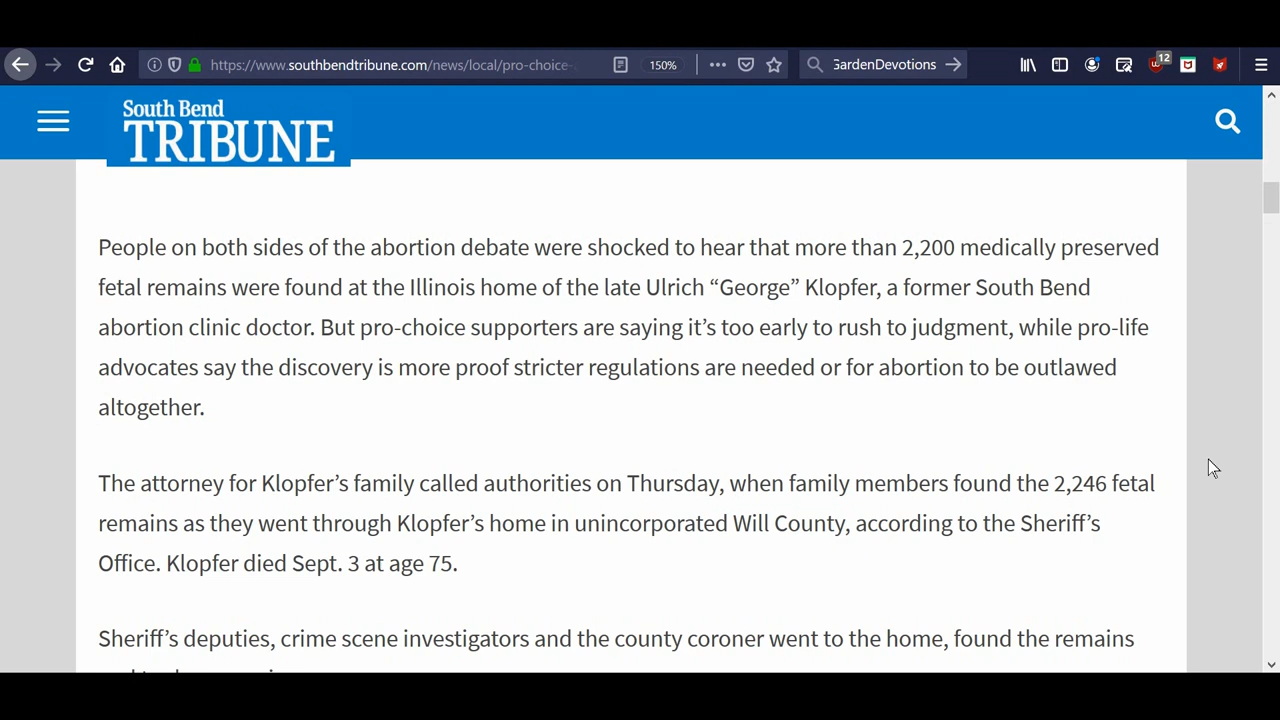 https://www.southbendtribune.com/news/local/pro-choice-
150%
GardenDevotions
12
South Bend
TRIBUNE
People on both sides of the abortion debate were shocked to hear that more than 2,200 medically preserved
fetal remains were found at the Illinois home of the late Ulrich “George” Klopfer, a former South Bend
abortion clinic doctor. But pro-choice supporters are saying it’s too early to rush to judgment, while pro-life
advocates say the discovery is more proof stricter regulations are needed or for abortion to be outlawed
altogether.
The attorney for Klopfer’s family called authorities on Thursday, when family members found the 2,246 fetal
remains as they went through Klopfer’s home in unincorporated Will County, according to the Sheriff’s
Office. Klopfer died Sept. 3 at age 75.
Sheriff’s deputies, crime scene investigators and the county coroner went to the home, found the remains